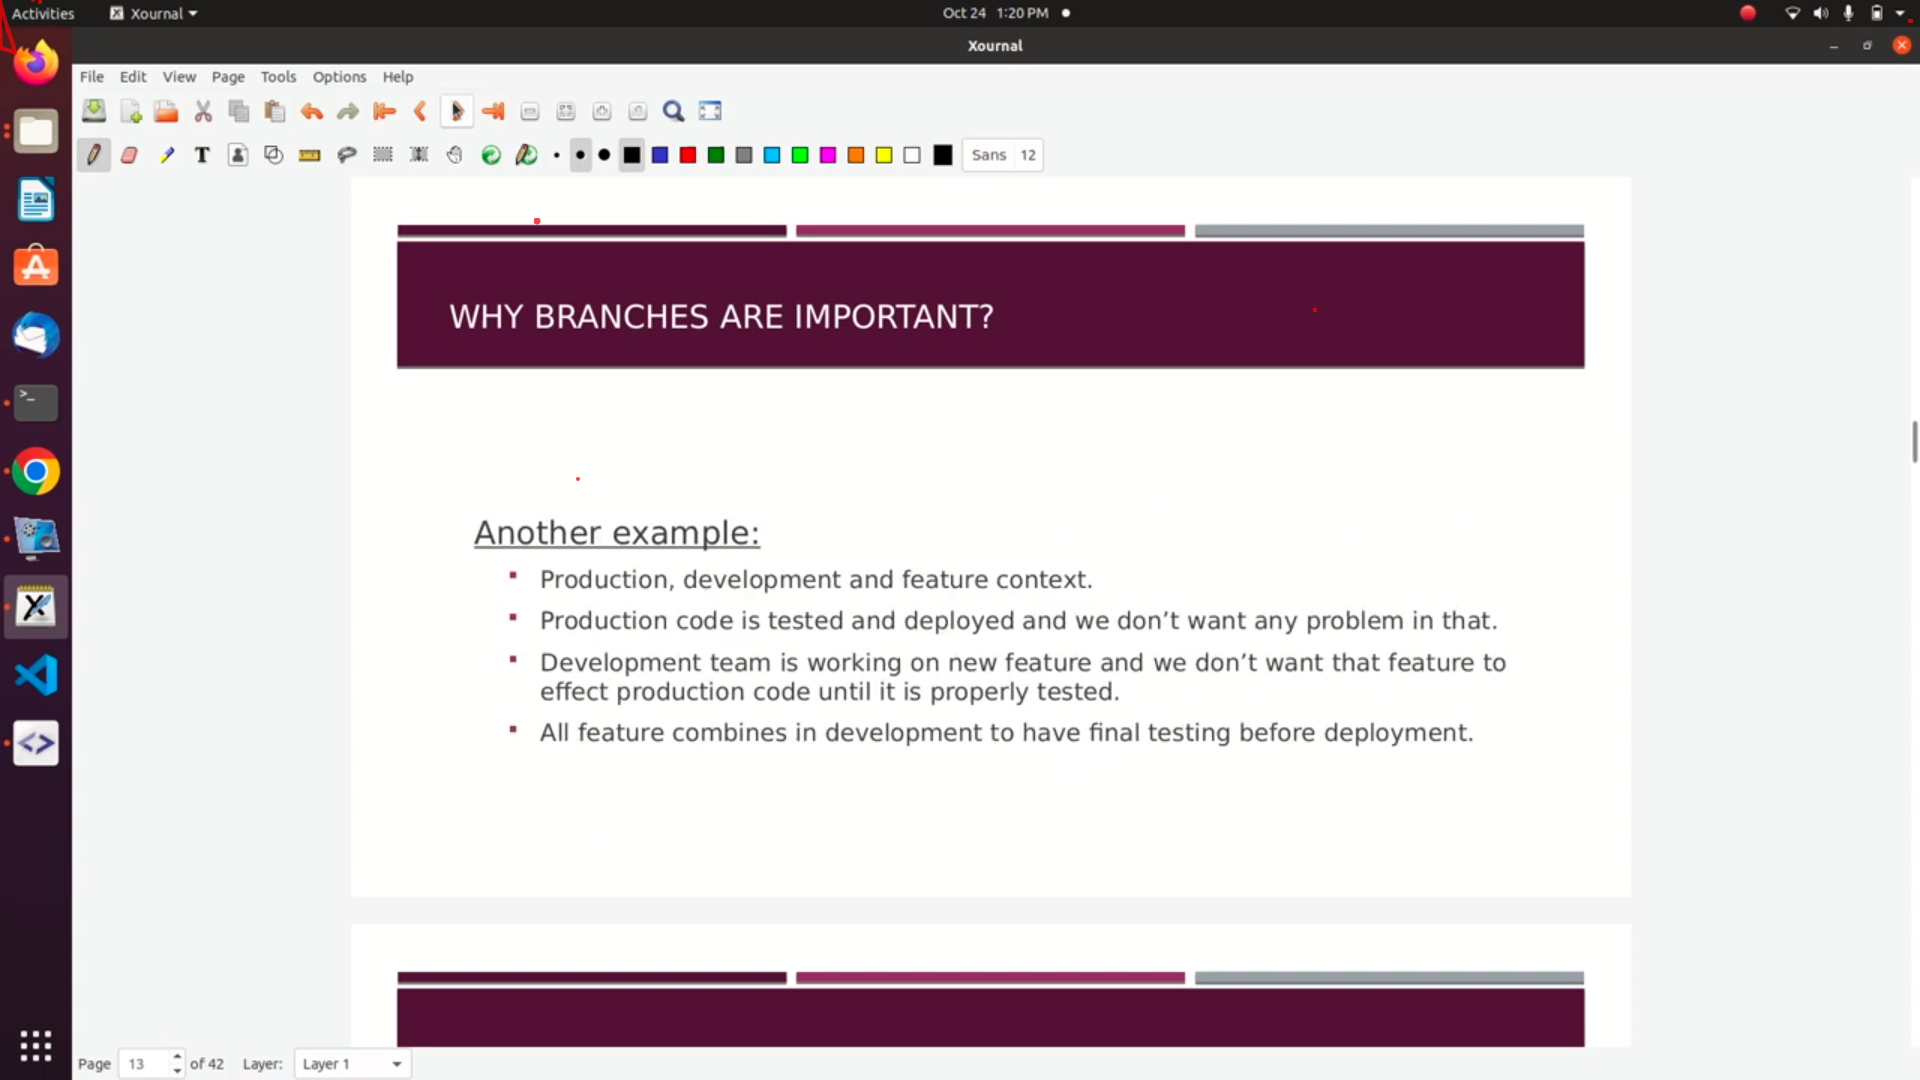 Activities
Xournal
Oct 24 1:20 PM
Xournal
File Edit View Page Tools Options Help
Sans 12
WHY BRANCHES ARE IMPORTANT?
Another example:
Production, development and feature context.
Production code is tested and deployed and we don’t want any problem in that.
Development team is working on new feature and we don’t want that feature to
effect production code until it is properly tested.
All feature combines in development to have final testing before deployment.
Page 13 of 42 Layer: Layer 1